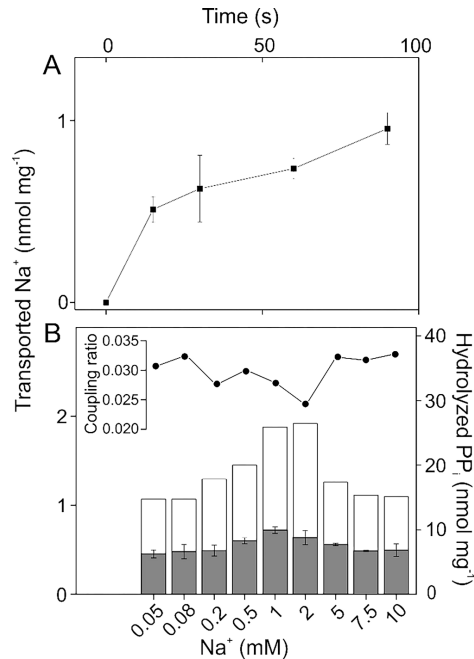 Time (s)
0 50 100
A
1
0
Transported Na⁺ (nmol mg⁻¹)
B
0.035
0.030
0.025
0.020
Coupling ratio
2
1
0
40
30
20
10
0
Hydrolyzed PPᵢ (nmol mg⁻¹)
0.05 0.08 0.2 0.5 1 2 5 7.5 10
Na⁺ (mM)